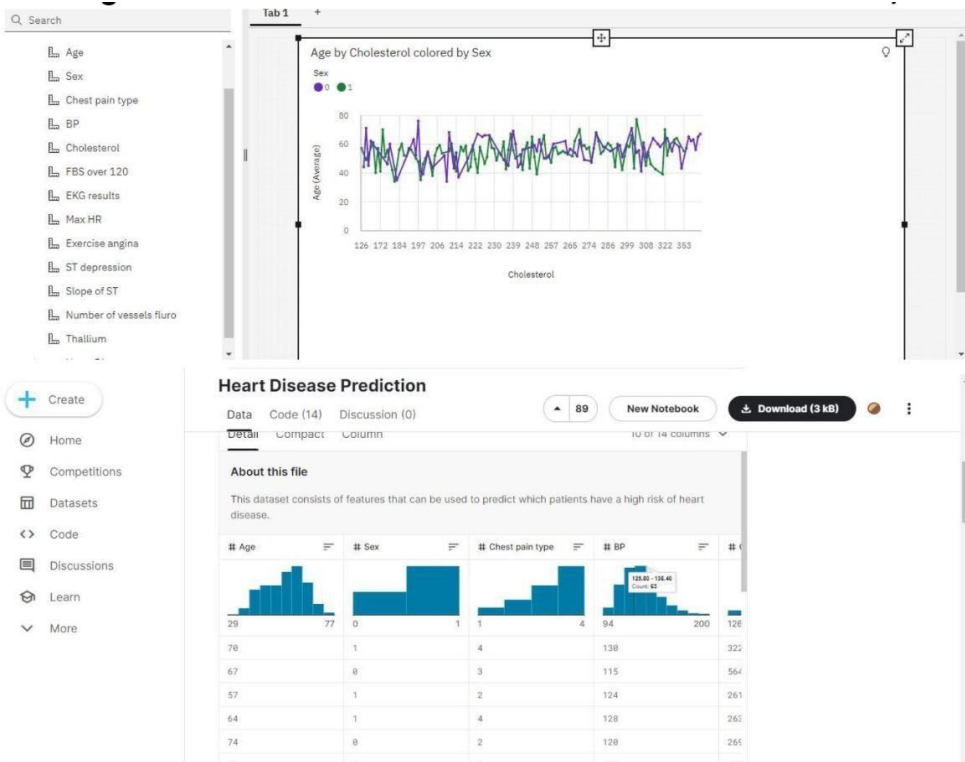 Search
Tab 1 +
Age
Sex
Chest pain type
BP
Cholesterol
FBS over 120
EKG results
Max HR
Exercise angina
ST depression
Slope of ST
Number of vessels fluro
Thallium
Age by Cholesterol colored by Sex
Sex
0 1
Age (Average)
80
60
40
20
0
126 172 184 197 206 214 222 230 239 248 257 265 274 286 299 308 322 353
Cholesterol
Create
Home
Competitions
Datasets
Code
Discussions
Learn
More
Heart Disease Prediction
Data Code (14) Discussion (0)
89 New Notebook Download (3 kB)
Detail Compact Column 10 of 14 columns
About this file
This dataset consists of features that can be used to predict which patients have a high risk of heart
disease.
# Age # Sex # Chest pain type # BP #
125.80 - 136.40
Count: 63
29 77 0 1 1 4 94 200 126
70 1 4 130 322
67 0 3 115 564
57 1 2 124 261
64 1 4 128 263
74 0 2 120 269